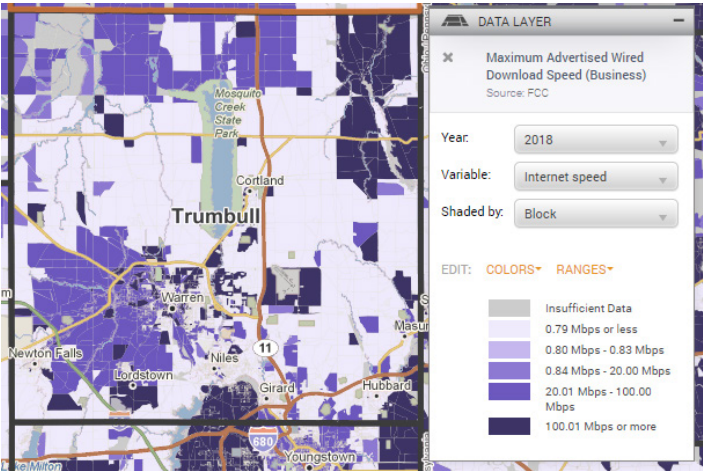 Mosquito
Creek
State
Park
Cortland
Trumbull
Warren
Newton Falls
Lordstown
Niles
11
Girard
Hubbard
Masur
680
Youngstown
Lake Milton
DATA LAYER
Maximum Advertised Wired
Download Speed (Business)
Source: FCC
Year:
2018
Variable:
Internet speed
Shaded by:
Block
EDIT:
COLORS
RANGES
Insufficient Data
0.79 Mbps or less
0.80 Mbps - 0.83 Mbps
0.84 Mbps - 20.00 Mbps
20.01 Mbps - 100.00
Mbps
100.01 Mbps or more